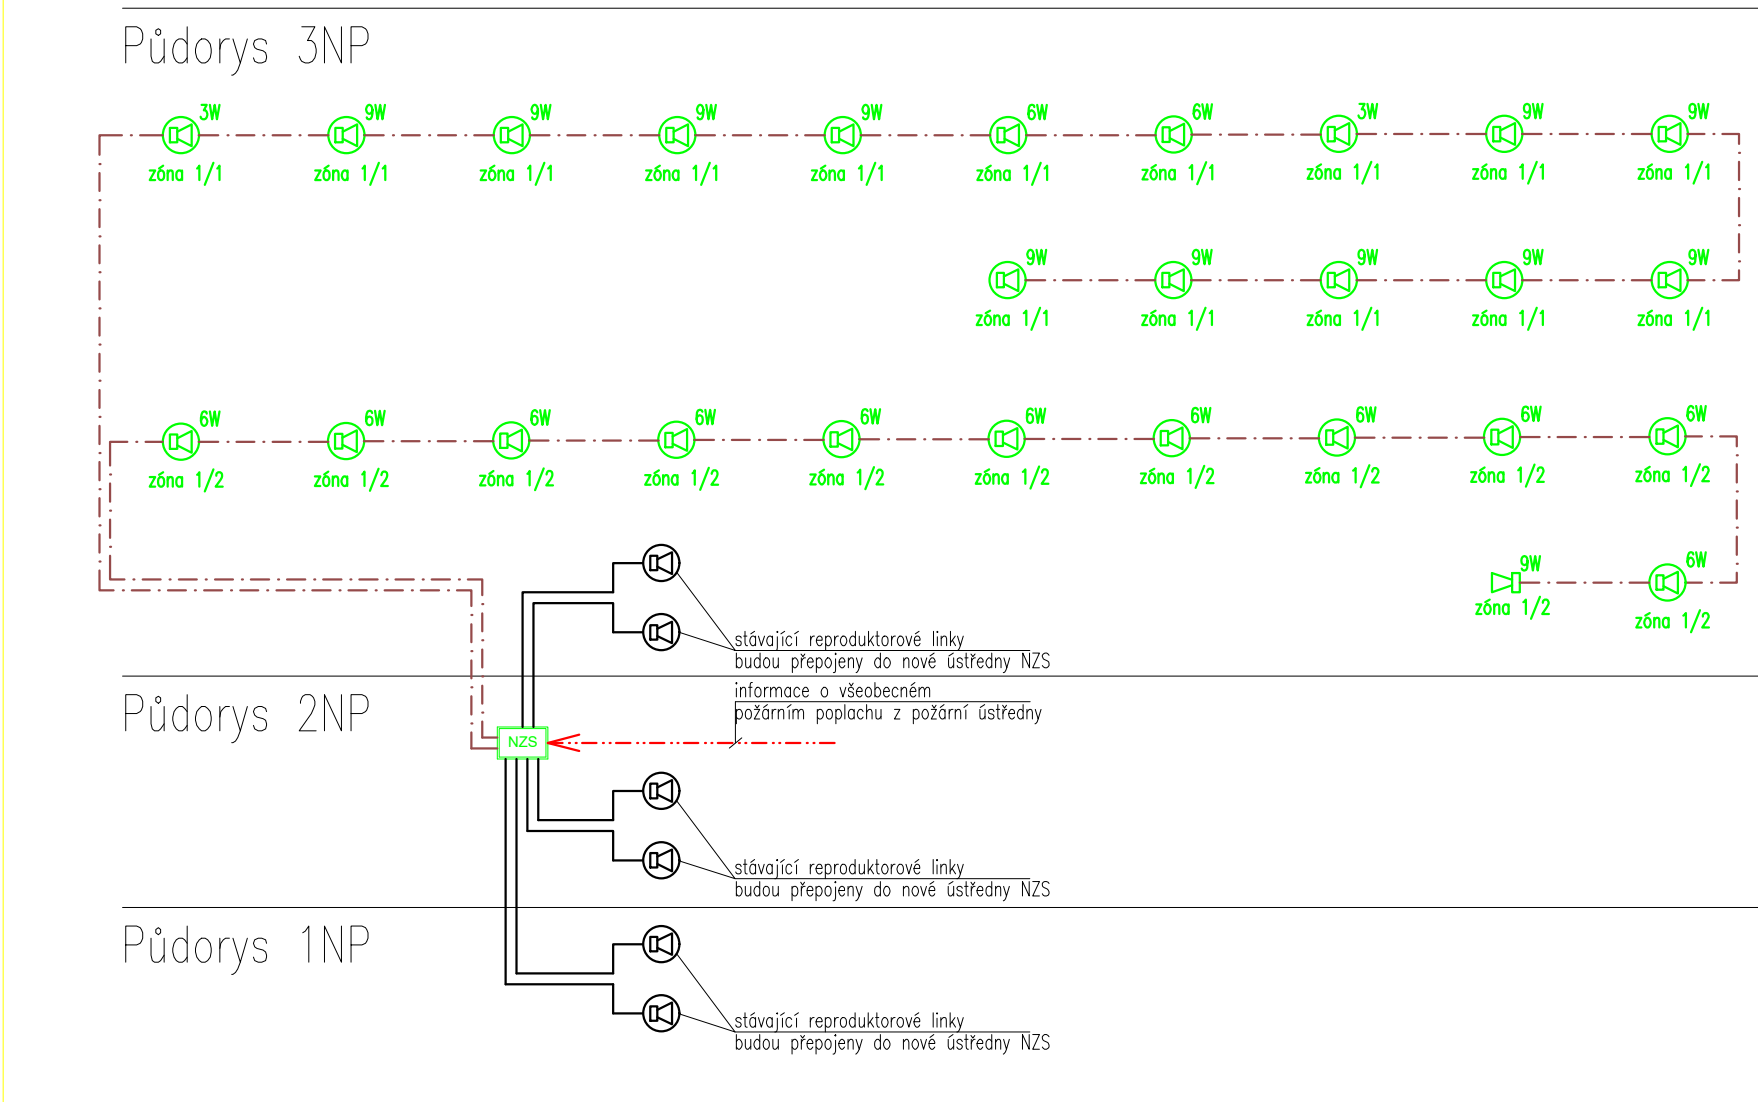 Půdorys 3NP
3W 9W 9W 9W 9W 6W 6W 3W 9W 9W
zóna 1/1 zóna 1/1 zóna 1/1 zóna 1/1 zóna 1/1 zóna 1/1 zóna 1/1 zóna 1/1 zóna 1/1 zóna 1/1
9W 9W 9W 9W 9W
zóna 1/1 zóna 1/1 zóna 1/1 zóna 1/1 zóna 1/1
6W 6W 6W 6W 6W 6W 6W 6W 6W 6W
zóna 1/2 zóna 1/2 zóna 1/2 zóna 1/2 zóna 1/2 zóna 1/2 zóna 1/2 zóna 1/2 zóna 1/2 zóna 1/2
9W 6W
zóna 1/2 zóna 1/2
stávající reproduktorové linky
budou přepojeny do nové ústředny NZS
Půdorys 2NP
informace o všeobecném
požárním poplachu z požární ústředny
NZS
stávající reproduktorové linky
budou přepojeny do nové ústředny NZS
Půdorys 1NP
stávající reproduktorové linky
budou přepojeny do nové ústředny NZS